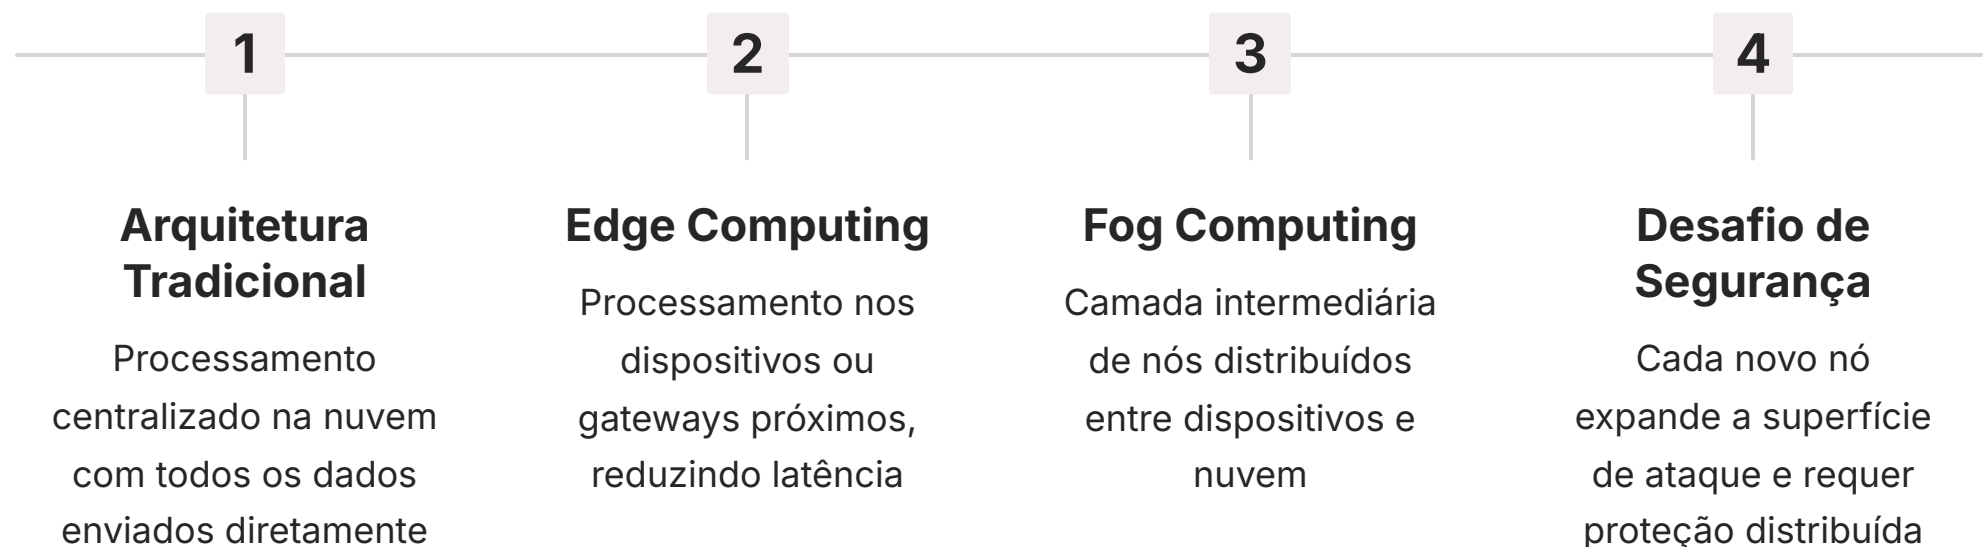 1
Arquitetura
Tradicional
Processamento
centralizado na nuvem
com todos os dados
enviados diretamente
2
Edge Computing
Processamento nos
dispositivos ou
gateways próximos,
reduzindo latência
3
Fog Computing
Camada intermediária
de nós distribuídos
entre dispositivos e
nuvem
4
Desafio de
Segurança
Cada novo nó
expande a superfície
de ataque e requer
proteção distribuída